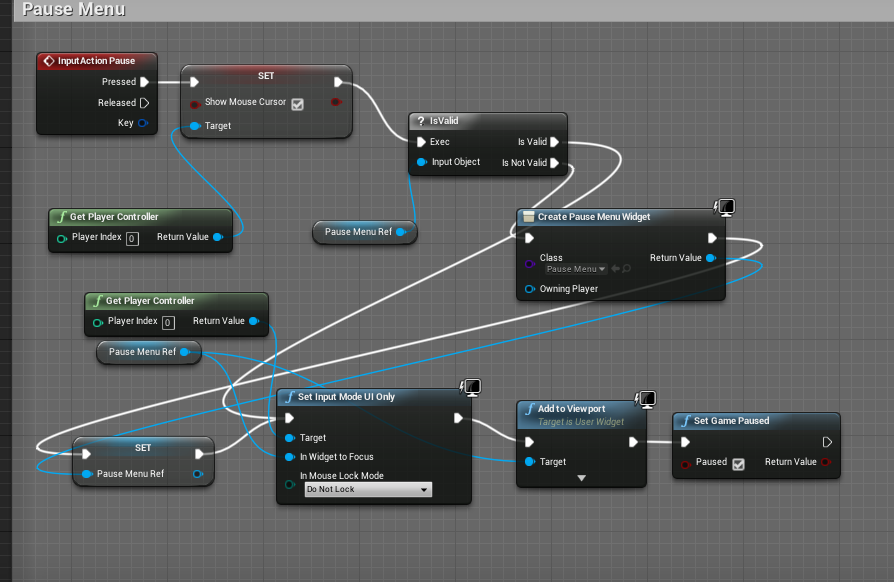 Pause Menu
InputAction Pause
Pressed
Released
Key
SET
Show Mouse Cursor
Target
? IsValid
Exec
Is Valid
Input Object
Is Not Valid
f Get Player Controller
Player Index 0
Return Value
Pause Menu Ref
Create Pause Menu Widget
Class
Return Value
Pause Menu
Owning Player
f Get Player Controller
Player Index 0
Return Value
Pause Menu Ref
SET
Pause Menu Ref
f Set Input Mode UI Only
Target
In Widget to Focus
In Mouse Lock Mode
Do Not Lock
f Add to Viewport
Target is User Widget
Target
f Set Game Paused
Paused
Return Value